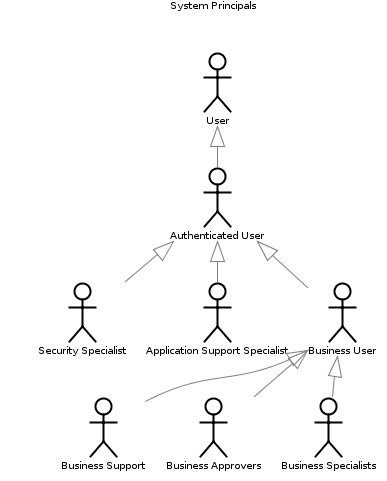 System Principals
User
Authenticated User
Security Specialist
Application Support Specialist
Business User
Business Support
Business Approvers
Business Specialists